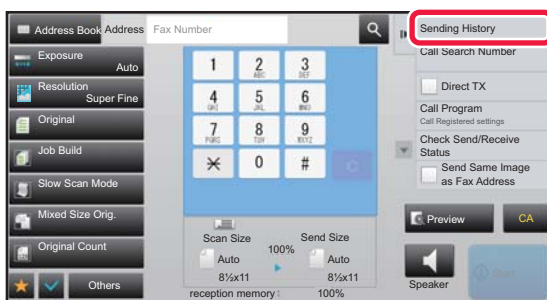 Address Book
Address
Fax Number
Exposure
Auto
Resolution
Super Fine
Original
Job Build
Slow Scan Mode
Mixed Size Orig.
Original Count
Others
1
2
ABC
3
DEF
4
GHI
5
JKL
6
MNO
7
PQRS
8
TUV
9
WXYZ
0
#
C
Scan Size
100%
Send Size
Auto
Auto
8½x11
8½x11
reception memory :
100%
Sending History
Call Search Number
Direct TX
Call Program
Call Registered settings
Check Send/Receive
Status
Send Same Image
as Fax Address
Preview
CA
Speaker
Start